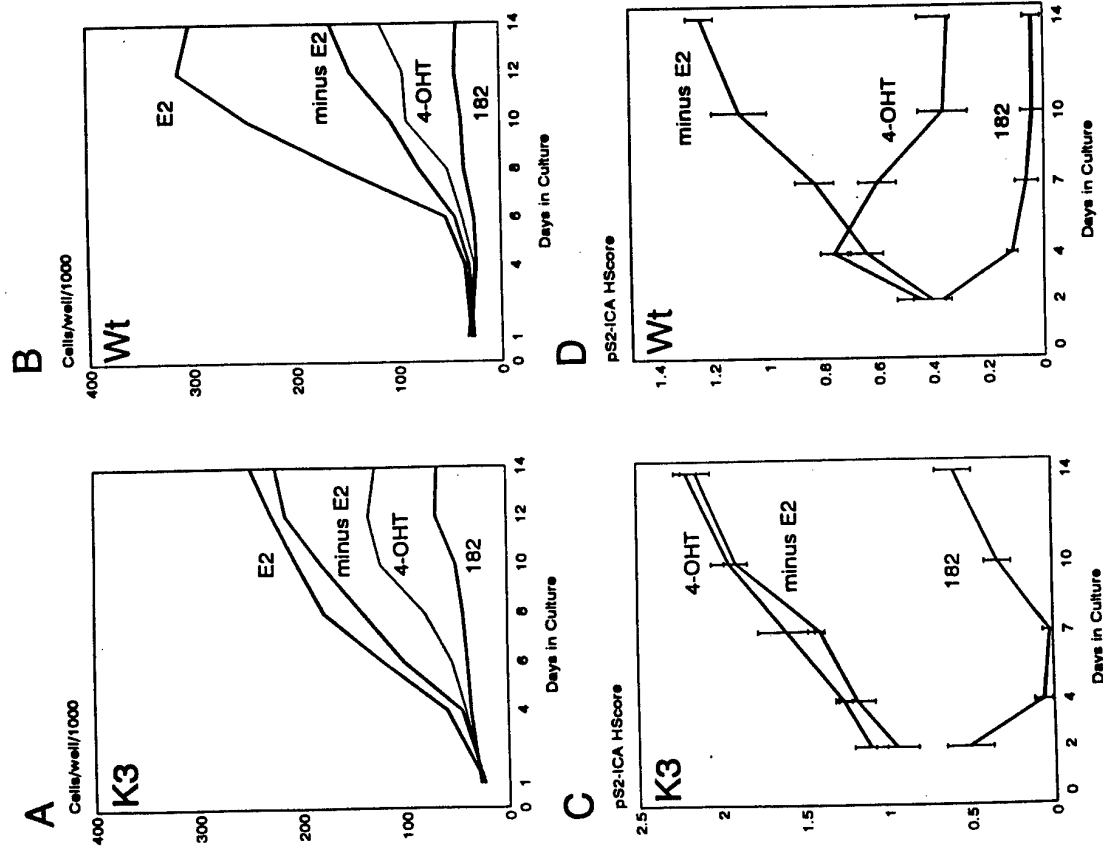 A
Cells/well/1000
K3
400
300
200
100
0
E2
minus E2
4-OHT
182
0 1 4 6 8 10 12 14
Days in Culture
B
Cells/well/1000
Wt
400
300
200
100
0
E2
minus E2
4-OHT
182
0 1 4 6 8 10 12 14
Days in Culture
C
pS2-ICA HScore
K3
2.5
2
1.5
1
0.5
0
4-OHT
minus E2
182
0 2 4 7 10 14
Days in Culture
D
pS2-ICA HScore
Wt
1.4
1.2
1
0.8
0.6
0.4
0.2
0
minus E2
4-OHT
182
0 2 4 7 10 14
Days in Culture